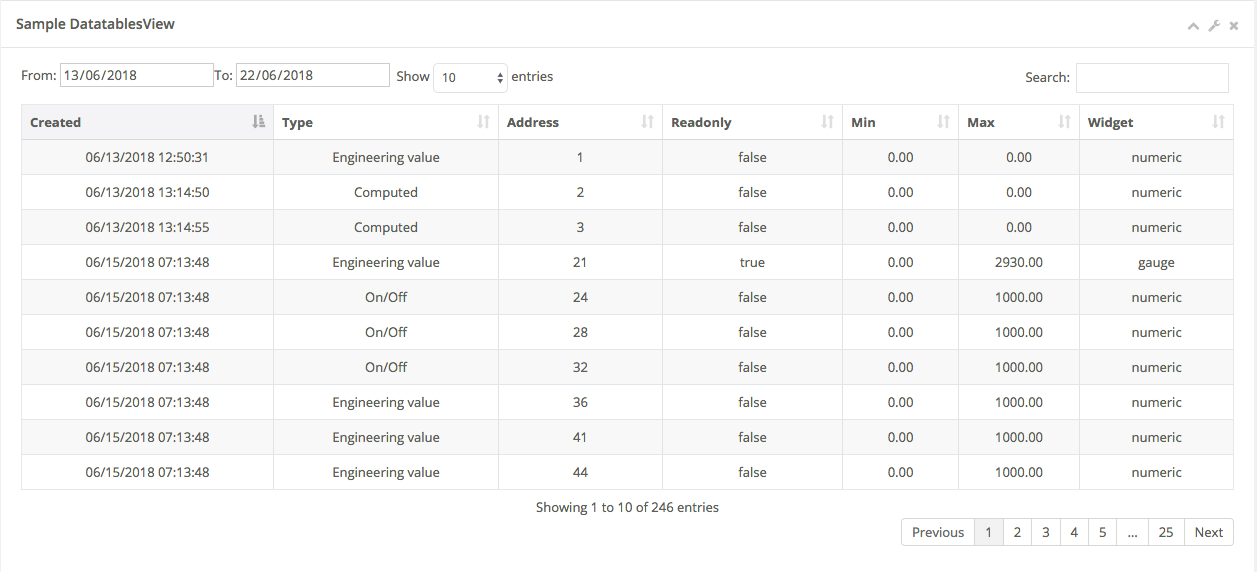 Sample DatatablesView
From: 13/06/2018 To: 22/06/2018 Show 10 entries Search:
Created Type Address Readonly Min Max Widget
06/13/2018 12:50:31 Engineering value 1 false 0.00 0.00 numeric
06/13/2018 13:14:50 Computed 2 false 0.00 0.00 numeric
06/13/2018 13:14:55 Computed 3 false 0.00 0.00 numeric
06/15/2018 07:13:48 Engineering value 21 true 0.00 2930.00 gauge
06/15/2018 07:13:48 On/Off 24 false 0.00 1000.00 numeric
06/15/2018 07:13:48 On/Off 28 false 0.00 1000.00 numeric
06/15/2018 07:13:48 On/Off 32 false 0.00 1000.00 numeric
06/15/2018 07:13:48 Engineering value 36 false 0.00 1000.00 numeric
06/15/2018 07:13:48 Engineering value 41 false 0.00 1000.00 numeric
06/15/2018 07:13:48 Engineering value 44 false 0.00 1000.00 numeric
Showing 1 to 10 of 246 entries
Previous 1 2 3 4 5 ... 25 Next